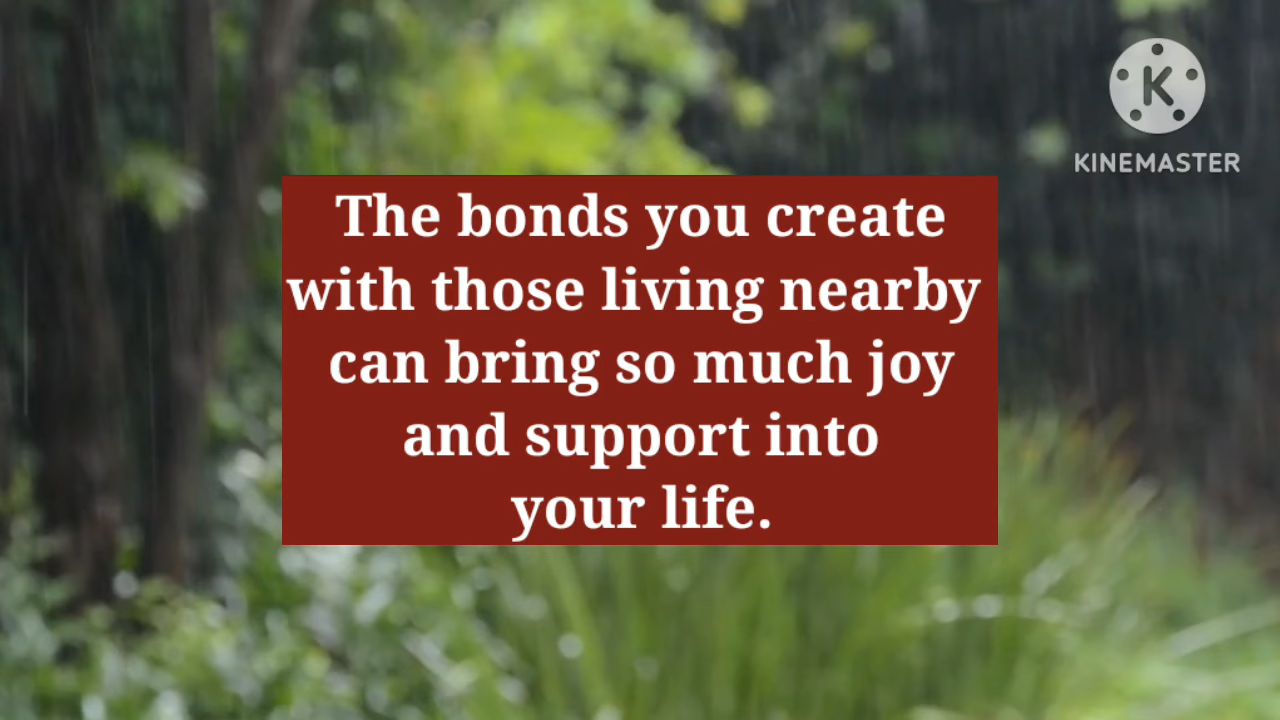 K
KINEMASTER
The bonds you create
with those living nearby
can bring so much joy
and support into
your life.